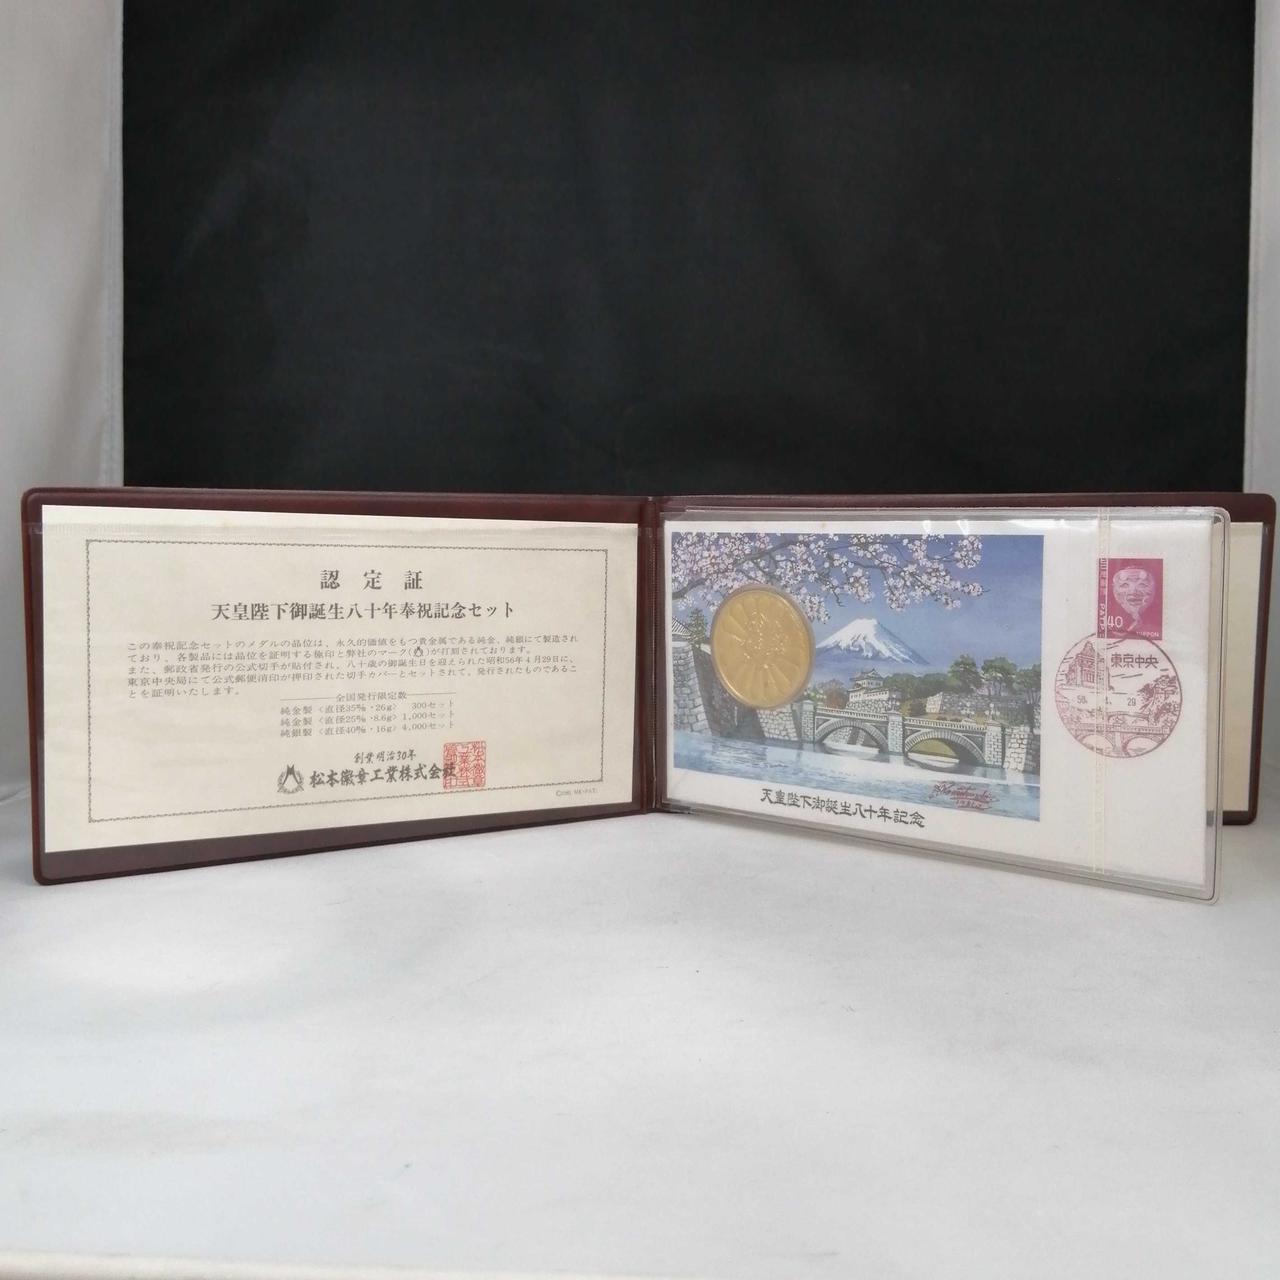 認定証
天皇陛下御誕生八十年奉祝記念セット
この奉祝記念セットのメダルの品位は、永久的価値をもつ貴金属である純金、純銀にて製造され
ており、各製品には品位を証明する極印と弊社のマーク( )が打刻されております。
また、郵政省発行の公式切手が貼付され、八十歳の御誕生日を迎えられた昭和56年4月29日に、
東京中央局にて公式郵便消印が押印された切手カバーとセットされて、発行されたものであるこ
とを証明いたします。
全国発行限定数
純金製〈直径35㎜・26g〉 300セット
純金製〈直径25㎜・8.6g〉1,000セット
純銀製〈直径40㎜・16g〉4,000セット
創業明治30年
松本徽章工業株式会社
天皇陛下御誕生八十年記念
日本郵便
40
NIPPON
東京中央
56. 4. 29